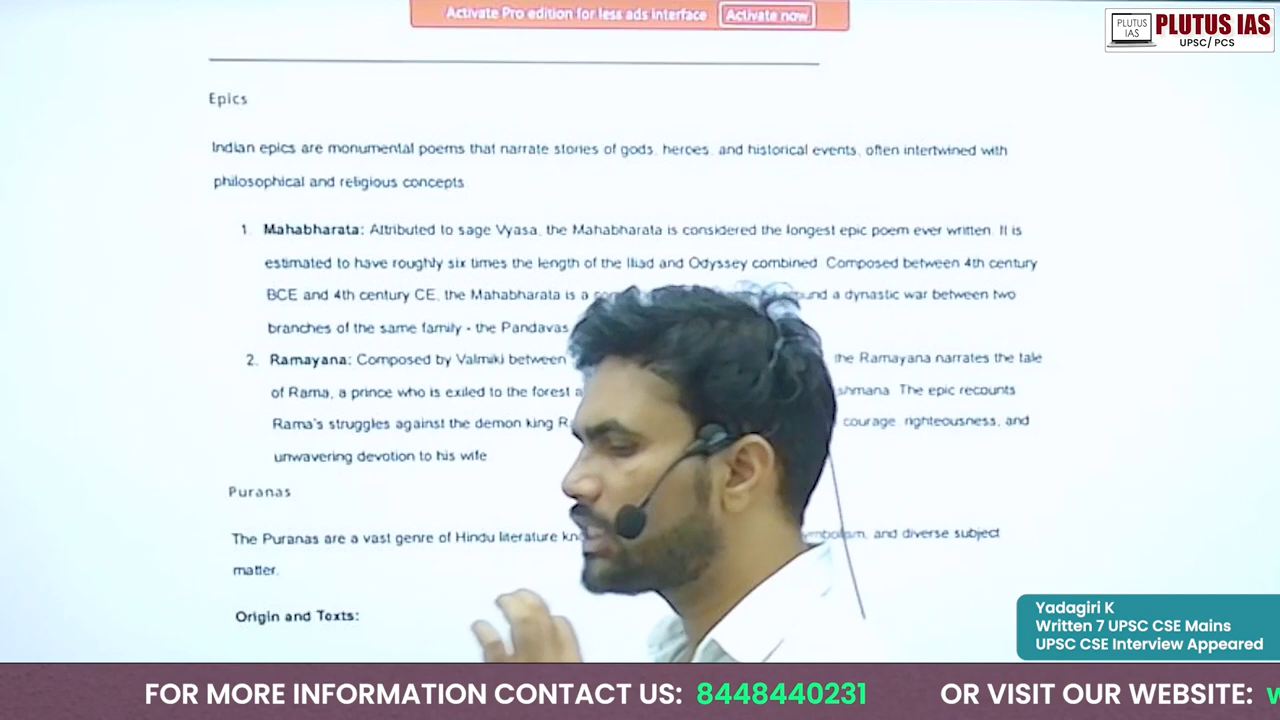 Activate Pro edition for less ads interface Activate now
PLUTUS IAS
PLUTUS IAS
UPSC/ PCS
Epics
Indian epics are monumental poems that narrate stories of gods, heroes, and historical events, often intertwined with
philosophical and religious concepts
1. Mahabharata: Attributed to sage Vyasa, the Mahabharata is considered the longest epic poem ever written. It is
estimated to have roughly six times the length of the Iliad and Odyssey combined. Composed between 4th century
BCE and 4th century CE, the Mahabharata is a a dynastic war between two
branches of the same family - the Pandavas
2. Ramayana: Composed by Valmiki between the Ramayana narrates the tale
of Rama, a prince who is exiled to the forest The epic recounts
Rama's struggles against the demon king courage, righteousness, and
unwavering devotion to his wife
Puranas
The Puranas are a vast genre of Hindu literature and diverse subject
matter.
Origin and Texts:
Yadagiri K
Written 7 UPSC CSE Mains
UPSC CSE Interview Appeared
FOR MORE INFORMATION CONTACT US: 8448440231 OR VISIT OUR WEBSITE: